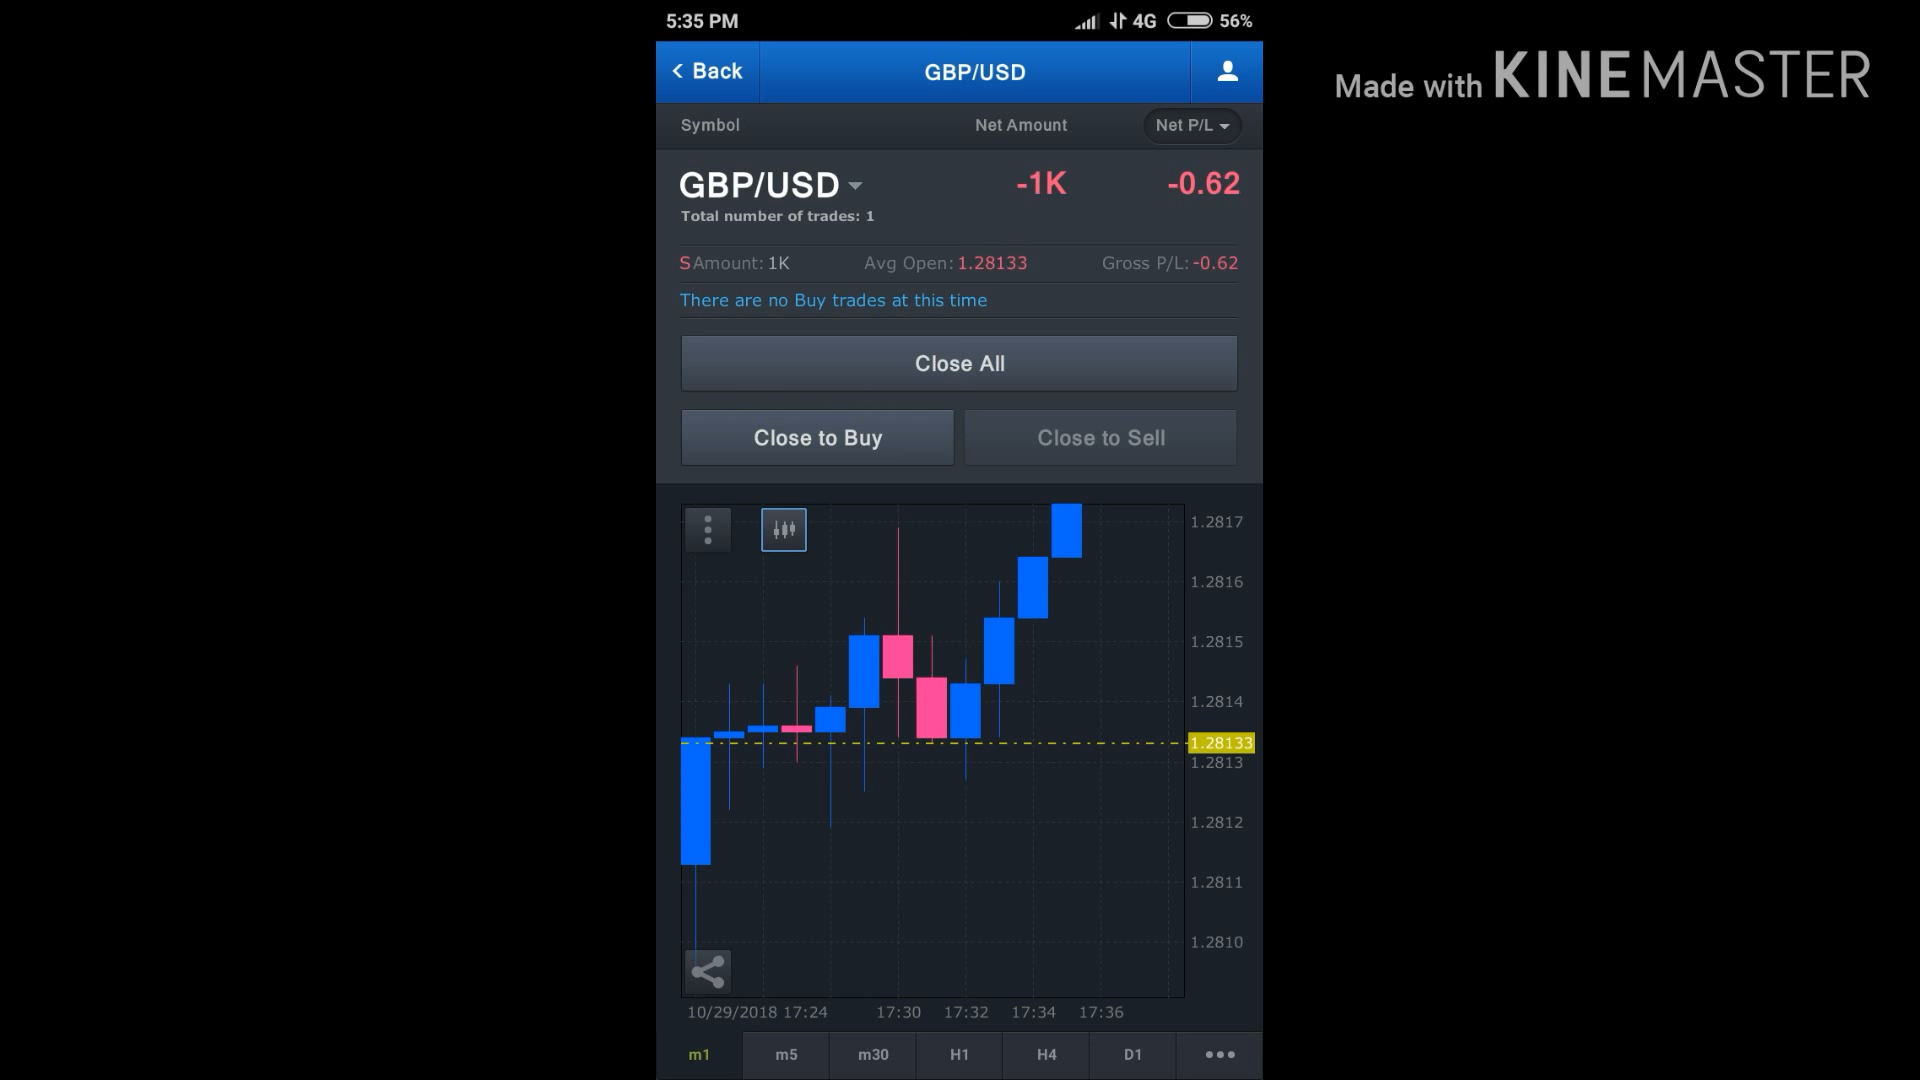 5:35 PM 4G 56%
Made with KINEMASTER
Back GBP/USD
Symbol Net Amount Net P/L
GBP/USD -1K -0.62
Total number of trades: 1
S Amount: 1K Avg Open: 1.28133 Gross P/L: -0.62
There are no Buy trades at this time
Close All
Close to Buy Close to Sell
1.2817
1.2816
1.2815
1.2814
1.28133
1.2813
1.2812
1.2811
1.2810
10/29/2018 17:24 17:30 17:32 17:34 17:36
m1 m5 m30 H1 H4 D1